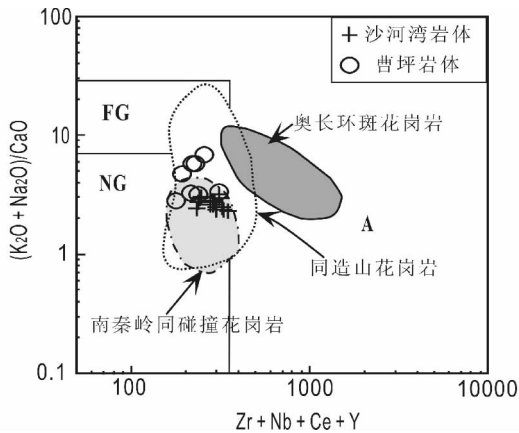 100
沙河湾岩体
曹坪岩体
奥长环斑花岗岩
FG
10
NG
A
(K2O + Na2O)/CaO
1
同造山花岗岩
南秦岭同碰撞花岗岩
0.1
100
1000
10000
Zr + Nb + Ce + Y